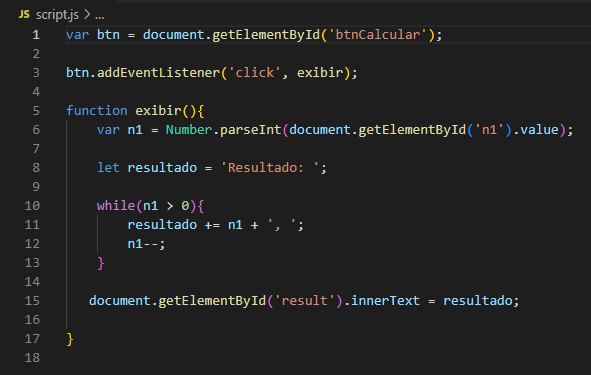 JS script.js > ...
1 var btn = document.getElementById('btnCalcular');
2
3 btn.addEventListener('click', exibir);
4
5 function exibir(){
6     var n1 = Number.parseInt(document.getElementById('n1').value);
7
8     let resultado = 'Resultado: ';
9
10     while(n1 > 0){
11         resultado += n1 + ', ';
12         n1--;
13     }
14
15    document.getElementById('result').innerText = resultado;
16
17 }
18